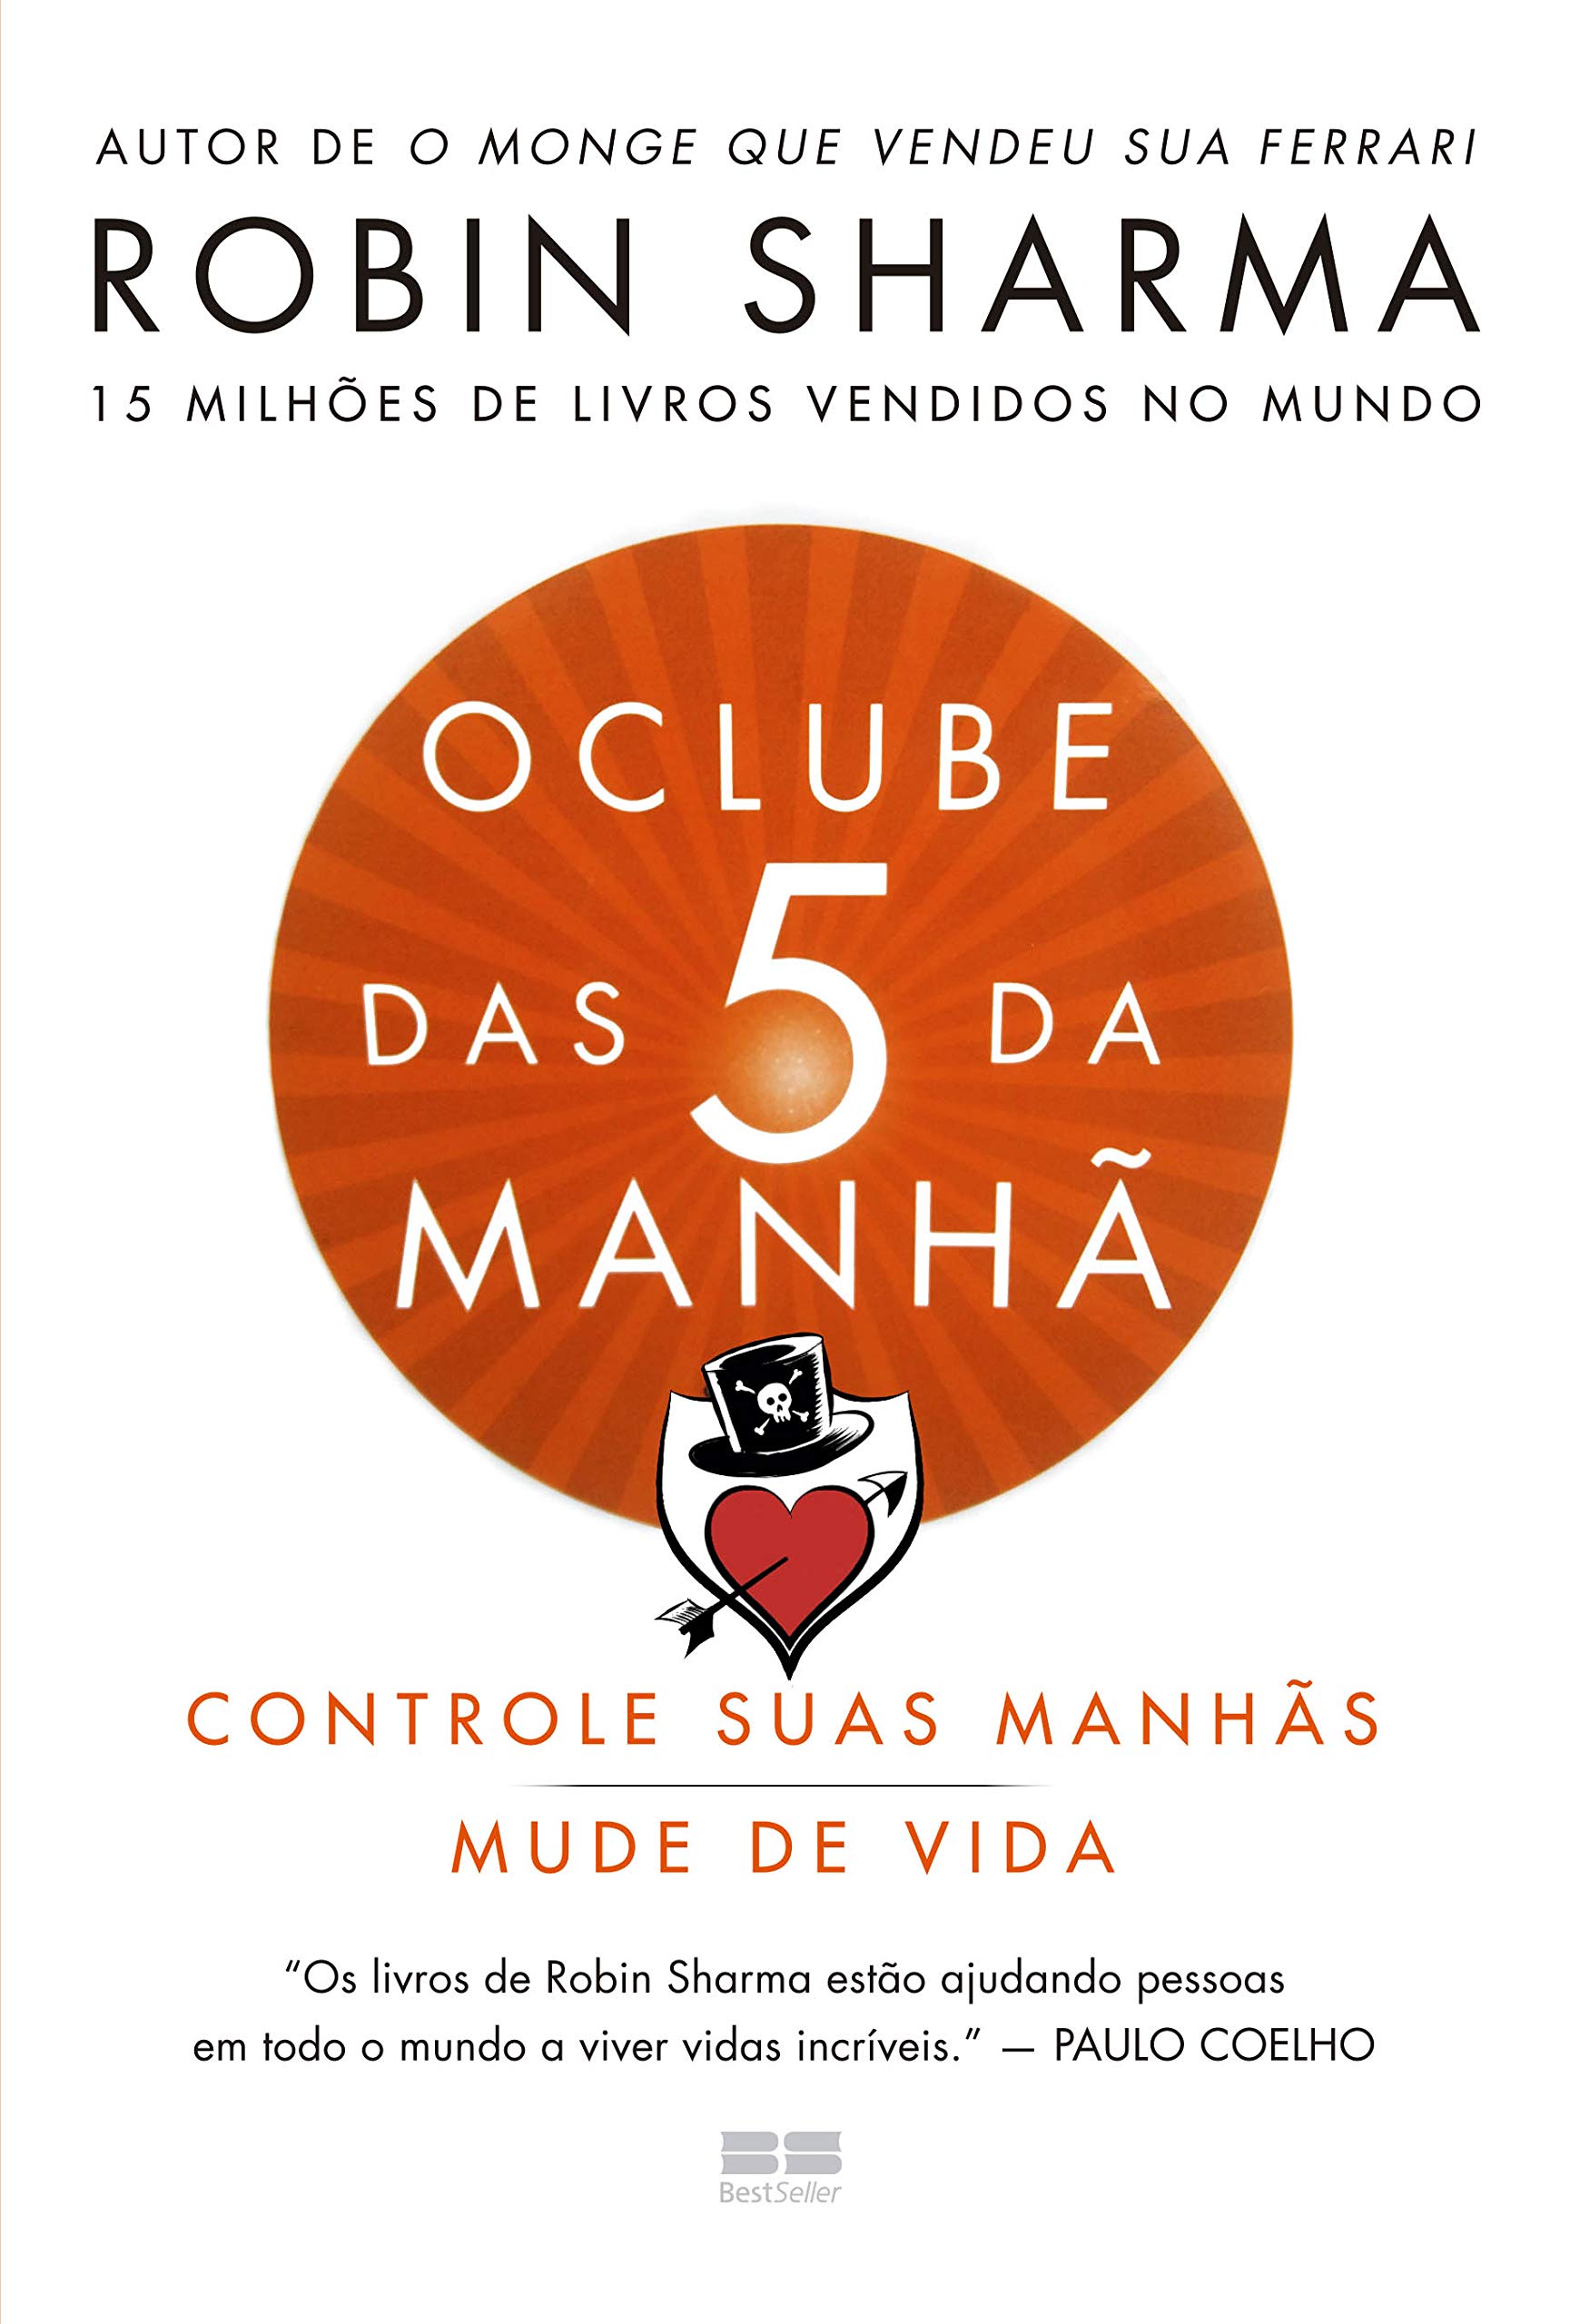 AUTOR DE O MONGE QUE VENDEU SUA FERRARI
ROBIN SHARMA
15 MILHÕES DE LIVROS VENDIDOS NO MUNDO
O CLUBE
DAS 5 DA
MANHÃ
CONTROLE SUAS MANHÃS
MUDE DE VIDA
“Os livros de Robin Sharma estão ajudando pessoas
em todo o mundo a viver vidas incríveis.” — PAULO COELHO
BestSeller